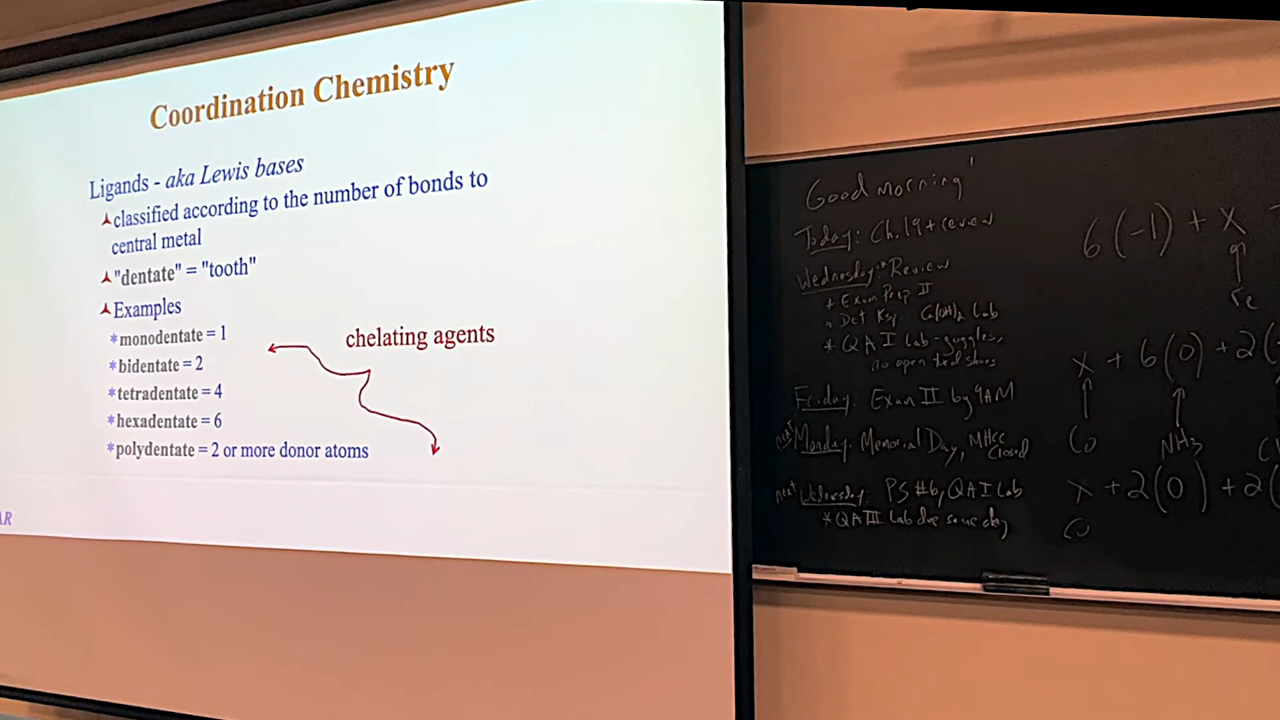 Coordination Chemistry
Ligands - aka Lewis bases
classified according to the number of bonds to
central metal
"dentate" = "tooth"
Examples
*monodentate = 1
*bidentate = 2
*tetradentate = 4
*hexadentate = 6
*polydentate = 2 or more donor atoms
chelating agents
AR
Good morning
Today: Ch. 19 + review
Wednesday: * Review
* Exam Prep II
* Det Ksp Ca(OH)2 Lab
* QA I Lab - goggles,
no open toed shoes
Friday: Exam II by 9AM
next Monday: Memorial Day, MHCC
Closed
next Wednesday: PS #6, QA I Lab
* QA III Lab due same day
6(-1) + x
Fe
x + 6(0) + 2(
Co NH3
x + 2(0) + 2(
Cu